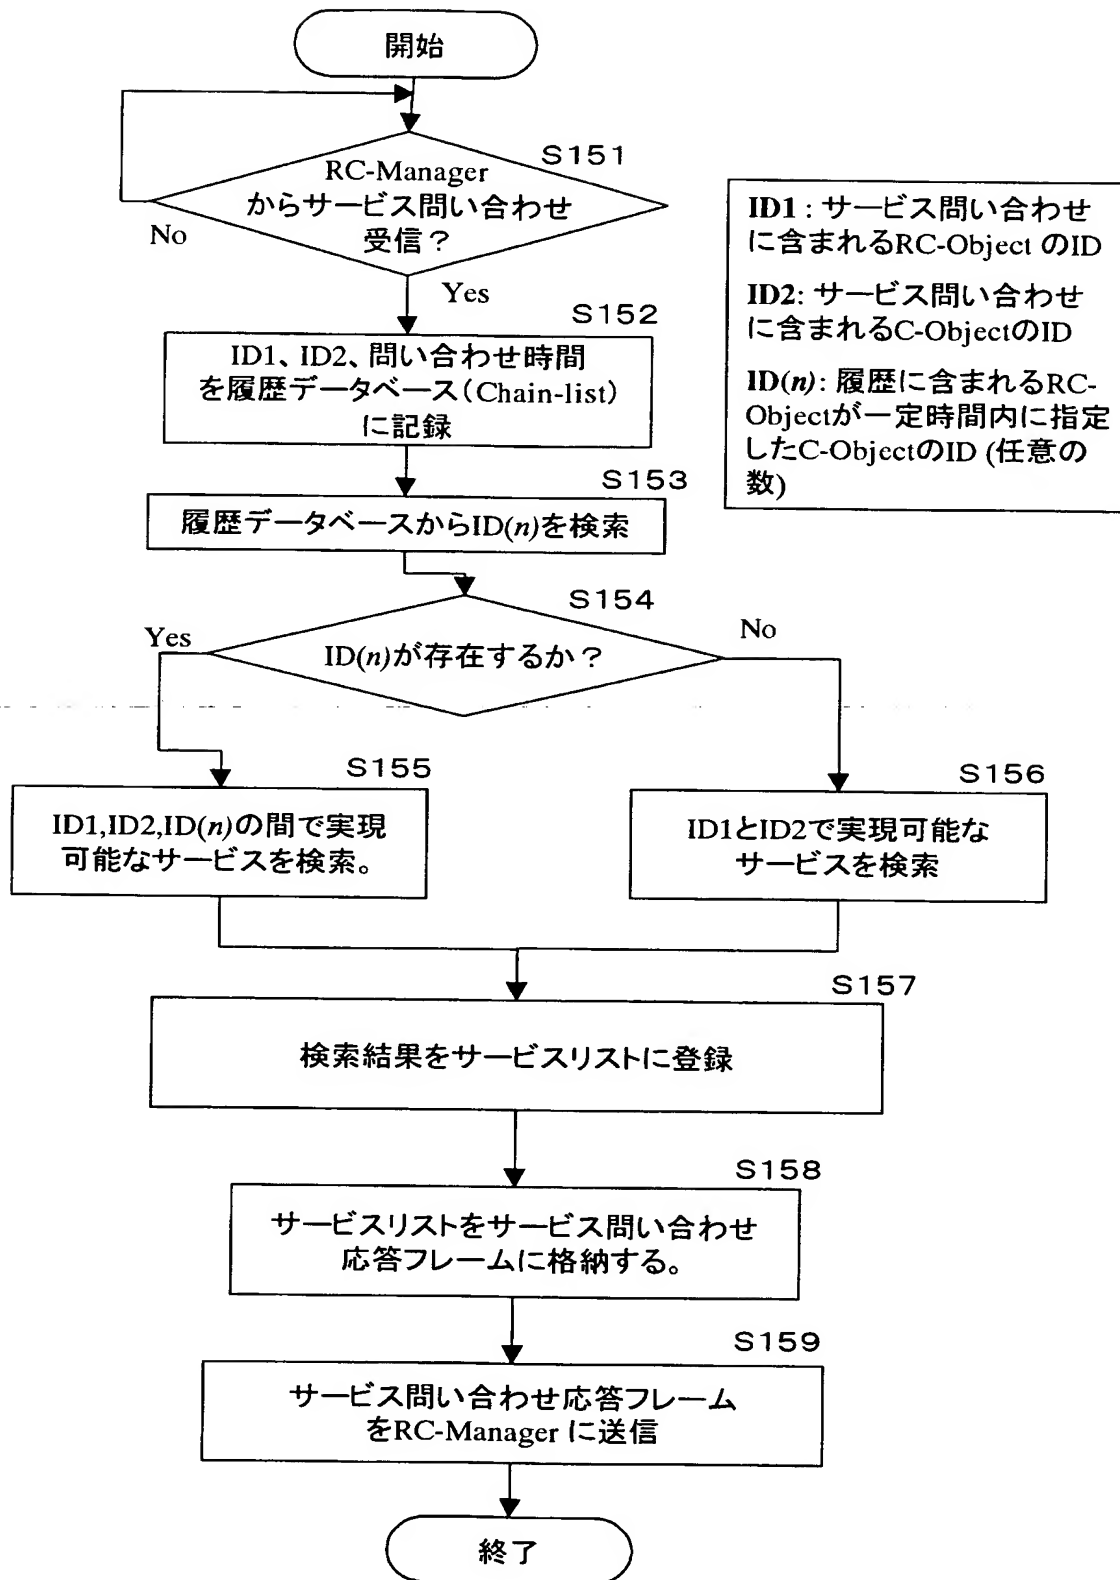 開始
S151
RC-Manager
からサービス問い合わせ
受信？
No
Yes
ID1 : サービス問い合わせ
に含まれるRC-Object のID
ID2: サービス問い合わせ
に含まれるC-ObjectのID
ID(n): 履歴に含まれるRC-
Objectが一定時間内に指定
したC-ObjectのID (任意の
数)
S152
ID1、ID2、問い合わせ時間
を履歴データベース（Chain-list）
に記録
S153
履歴データベースからID(n)を検索
S154
Yes
No
ID(n)が存在するか？
S155
ID1,ID2,ID(n)の間で実現
可能なサービスを検索。
S156
ID1とID2で実現可能な
サービスを検索
S157
検索結果をサービスリストに登録
S158
サービスリストをサービス問い合わせ
応答フレームに格納する。
S159
サービス問い合わせ応答フレーム
をRC-Manager に送信
終了